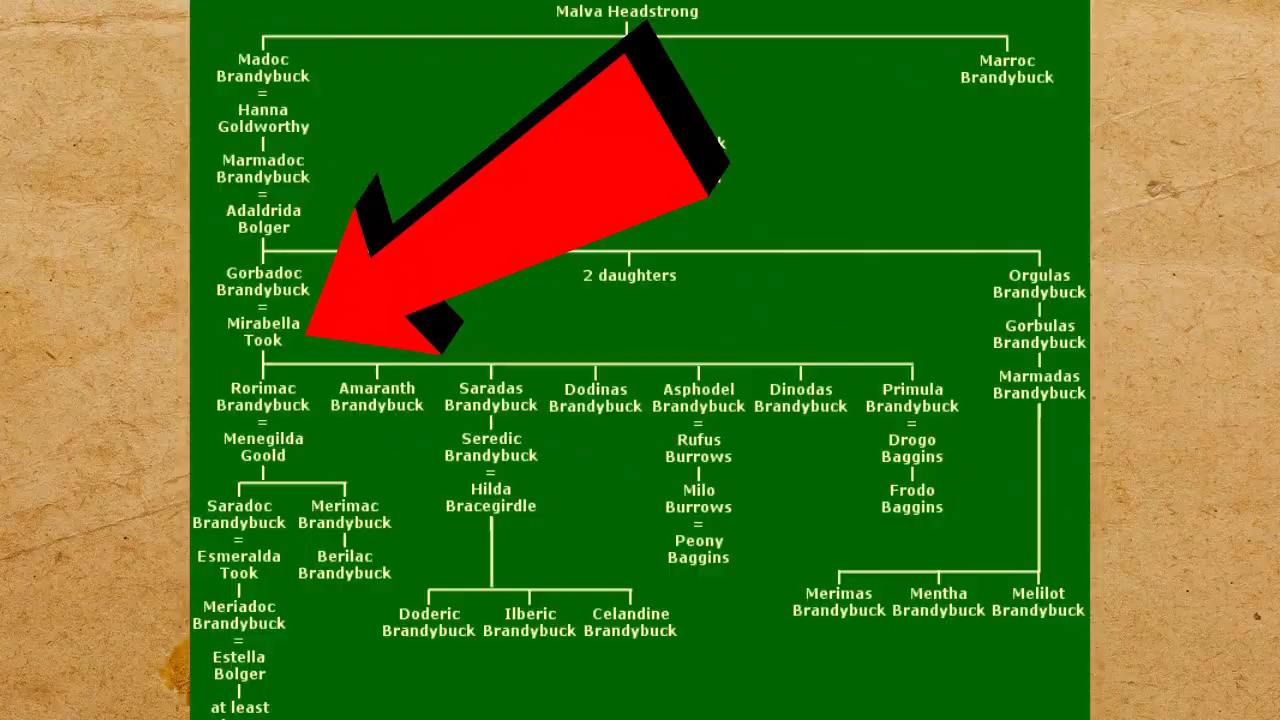 Malva Headstrong
Madoc
Brandybuck
=
Hanna
Goldworthy
Marmadoc
Brandybuck
=
Adaldrida
Bolger
Marroc
Brandybuck
Gorbadoc
Brandybuck
=
Mirabella
Took
2 daughters
Orgulas
Brandybuck
Gorbulas
Brandybuck
Marmadas
Brandybuck
Rorimac
Brandybuck
=
Menegilda
Goold
Amaranth
Brandybuck
Saradas
Brandybuck
Seredic
Brandybuck
=
Hilda
Bracegirdle
Dodinas
Brandybuck
Asphodel
Brandybuck
=
Rufus
Burrows
Milo
Burrows
=
Peony
Baggins
Dinodas
Brandybuck
Primula
Brandybuck
=
Drogo
Baggins
Frodo
Baggins
Saradoc
Brandybuck
=
Esmeralda
Took
Meriadoc
Brandybuck
=
Estella
Bolger
at least
Merimac
Brandybuck
Berilac
Brandybuck
Doderic
Brandybuck
Ilberic
Brandybuck
Celandine
Brandybuck
Merimas
Brandybuck
Mentha
Brandybuck
Melilot
Brandybuck